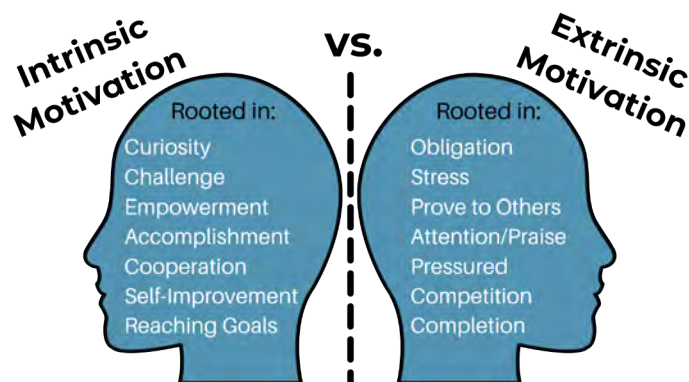 Intrinsic
Motivation
vs.
Extrinsic
Motivation
Rooted in:
Curiosity
Challenge
Empowerment
Accomplishment
Cooperation
Self-Improvement
Reaching Goals
Rooted in:
Obligation
Stress
Prove to Others
Attention/Praise
Pressured
Competition
Completion